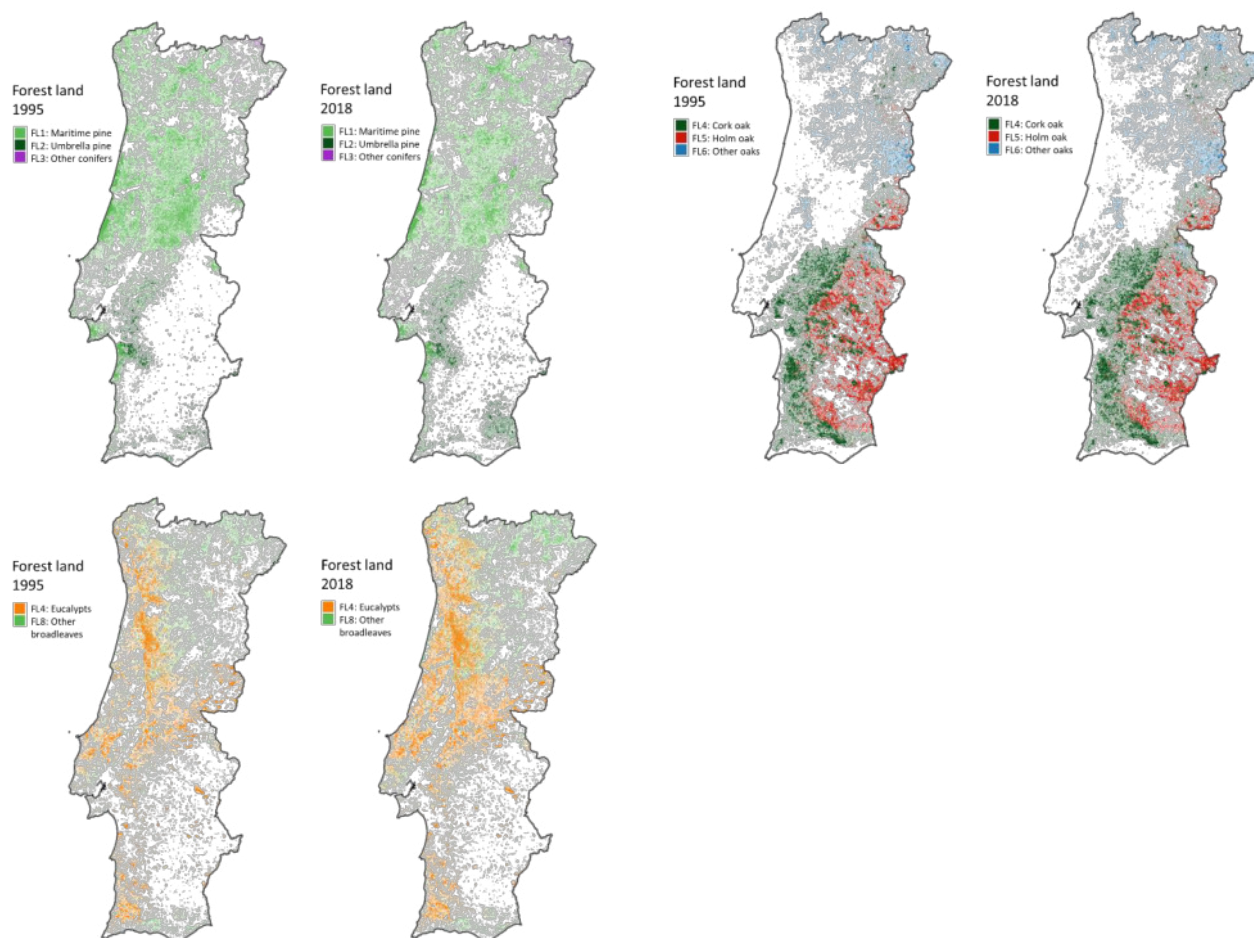 Forest land
1995
FL1: Maritime pine
FL2: Umbrella pine
FL3: Other conifers
Forest land
2018
FL1: Maritime pine
FL2: Umbrella pine
FL3: Other conifers
Forest land
1995
FL4: Cork oak
FL5: Holm oak
FL6: Other oaks
Forest land
2018
FL4: Cork oak
FL5: Holm oak
FL6: Other oaks
Forest land
1995
FL4: Eucalypts
FL8: Other
broadleaves
Forest land
2018
FL4: Eucalypts
FL8: Other
broadleaves